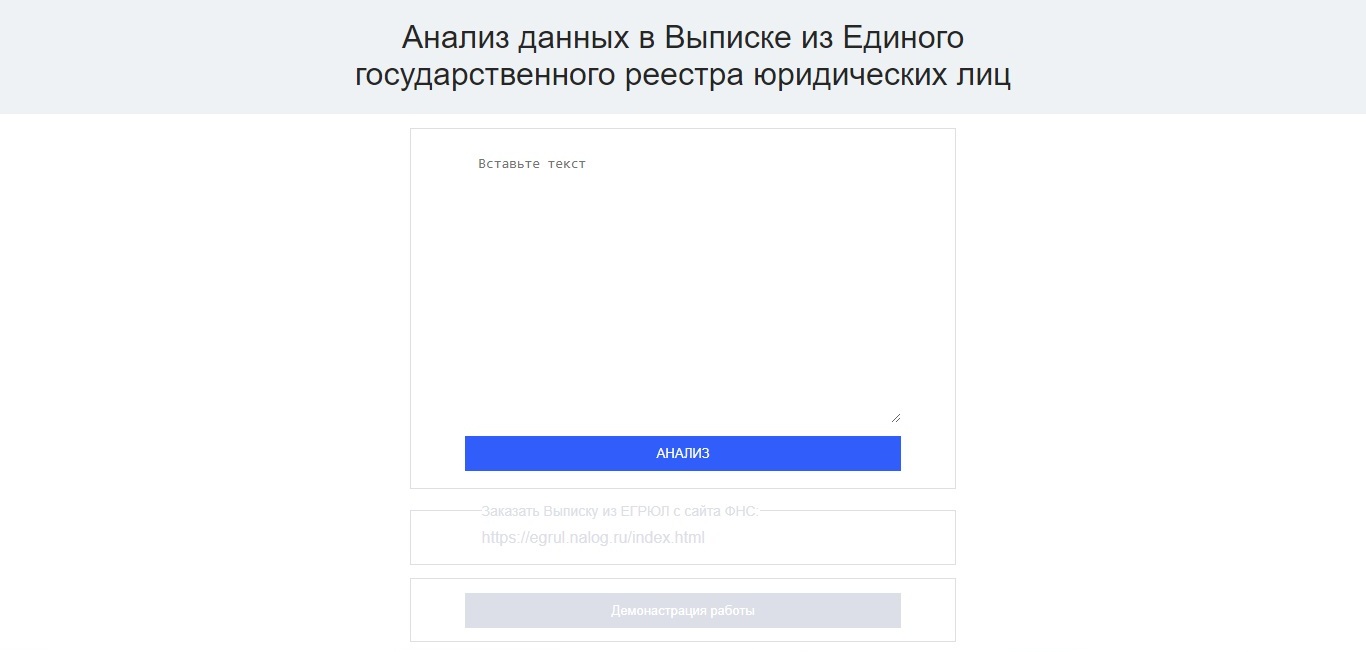 Анализ данных в Выписке из Единого
государственного реестра юридических лиц
Вставьте текст
АНАЛИЗ
Заказать Выписку из ЕГРЮЛ с сайта ФНС:
https://egrul.nalog.ru/index.html
Демонастрация работы